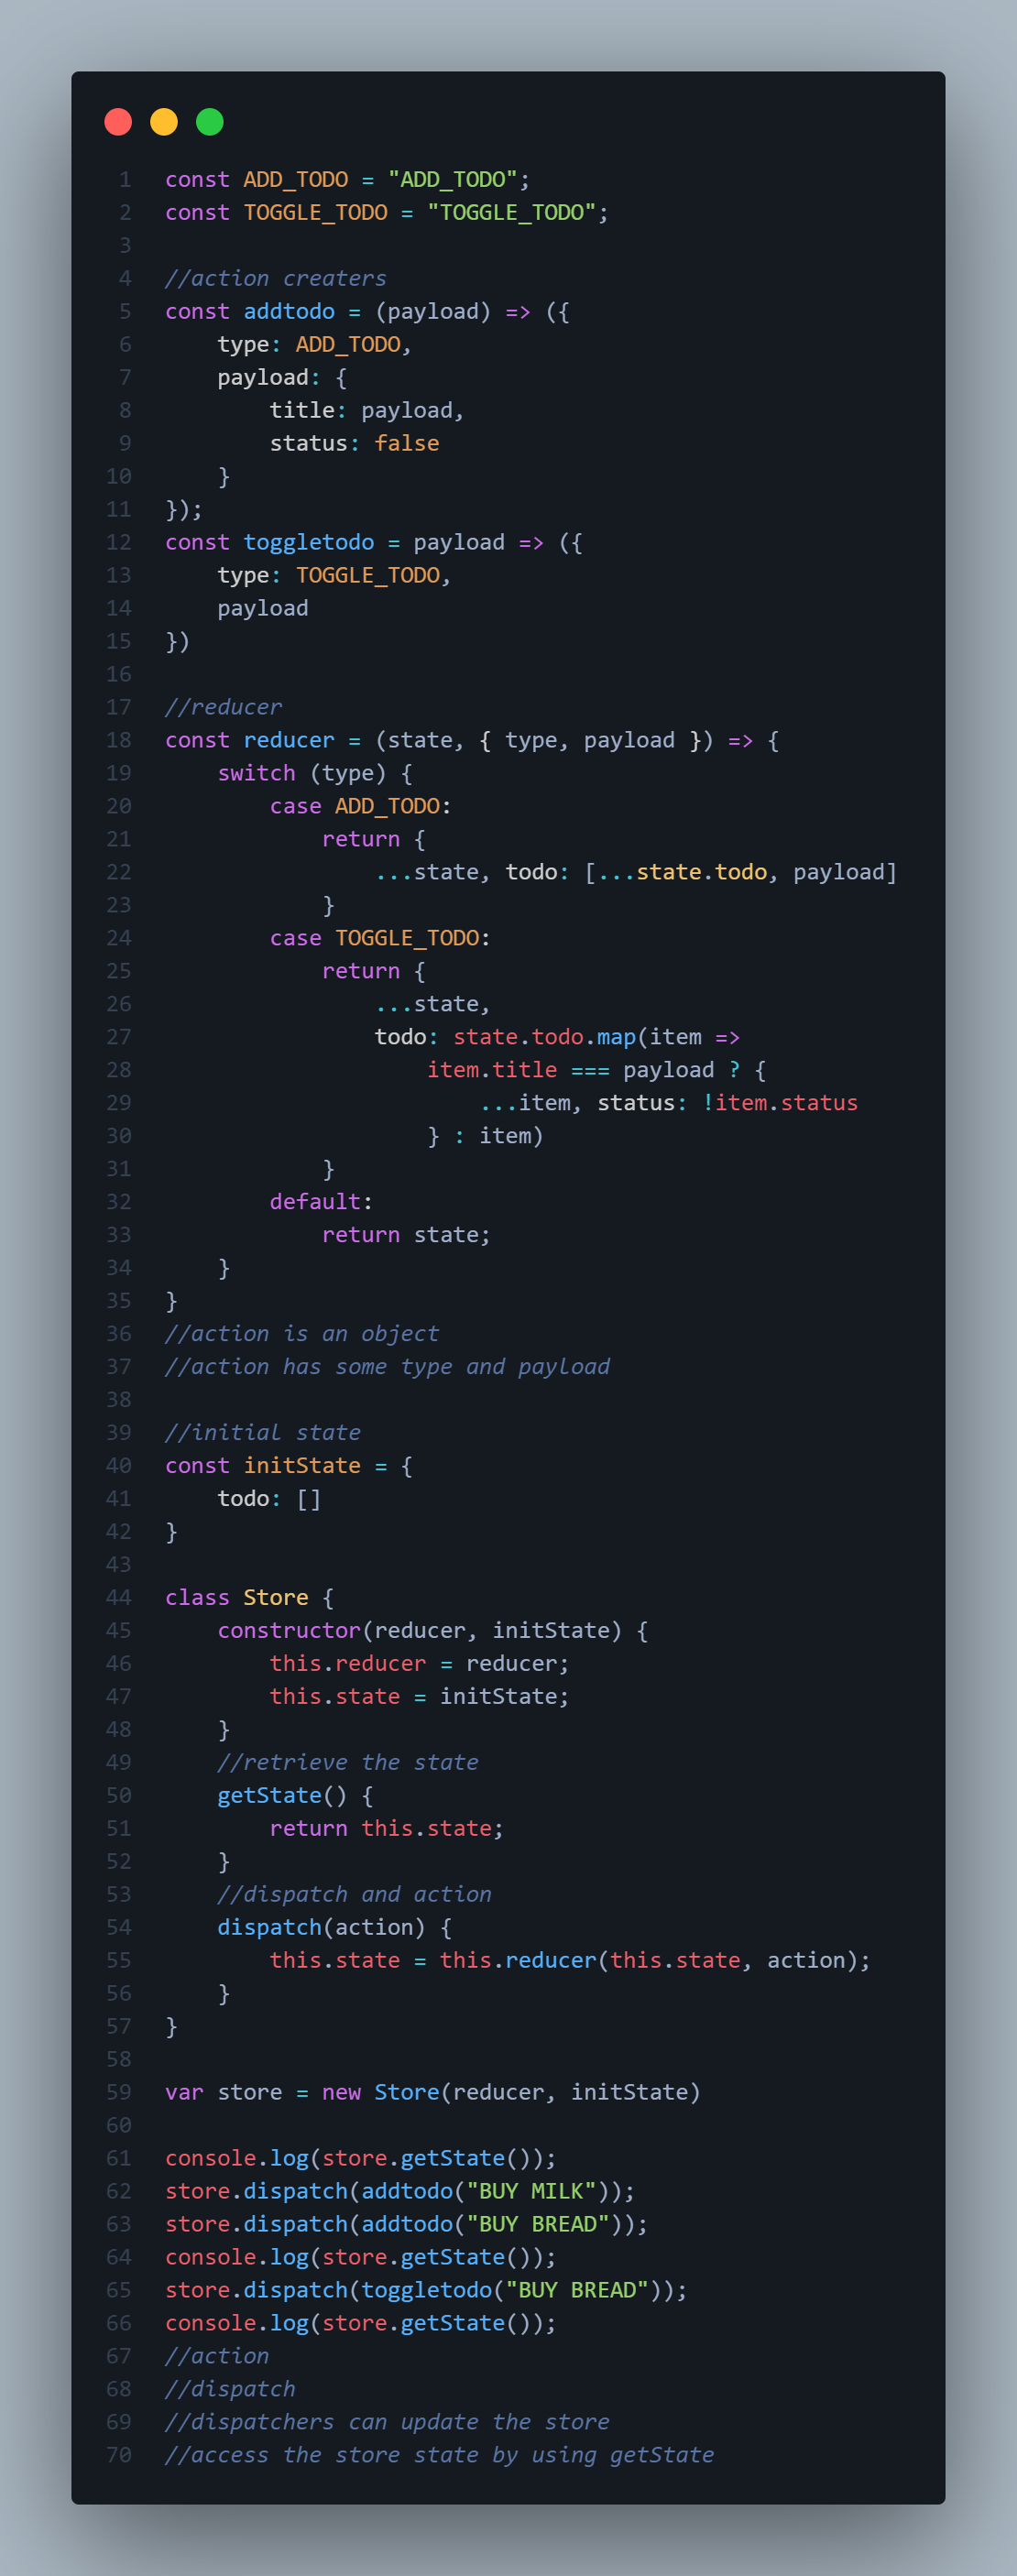 1 const ADD_TODO = "ADD_TODO";
2 const TOGGLE_TODO = "TOGGLE_TODO";
3
4 //action creaters
5 const addtodo = (payload) => ({
6     type: ADD_TODO,
7     payload: {
8         title: payload,
9         status: false
10     }
11 });
12 const toggletodo = payload => ({
13     type: TOGGLE_TODO,
14     payload
15 })
16
17 //reducer
18 const reducer = (state, { type, payload }) => {
19     switch (type) {
20         case ADD_TODO:
21             return {
22                 ...state, todo: [...state.todo, payload]
23             }
24         case TOGGLE_TODO:
25             return {
26                 ...state,
27                 todo: state.todo.map(item =>
28                     item.title === payload ? {
29                         ...item, status: !item.status
30                     } : item)
31             }
32         default:
33             return state;
34     }
35 }
36 //action is an object
37 //action has some type and payload
38
39 //initial state
40 const initState = {
41     todo: []
42 }
43
44 class Store {
45     constructor(reducer, initState) {
46         this.reducer = reducer;
47         this.state = initState;
48     }
49     //retrieve the state
50     getState() {
51         return this.state;
52     }
53     //dispatch and action
54     dispatch(action) {
55         this.state = this.reducer(this.state, action);
56     }
57 }
58
59 var store = new Store(reducer, initState)
60
61 console.log(store.getState());
62 store.dispatch(addtodo("BUY MILK"));
63 store.dispatch(addtodo("BUY BREAD"));
64 console.log(store.getState());
65 store.dispatch(toggletodo("BUY BREAD"));
66 console.log(store.getState());
67 //action
68 //dispatch
69 //dispatchers can update the store
70 //access the store state by using getState